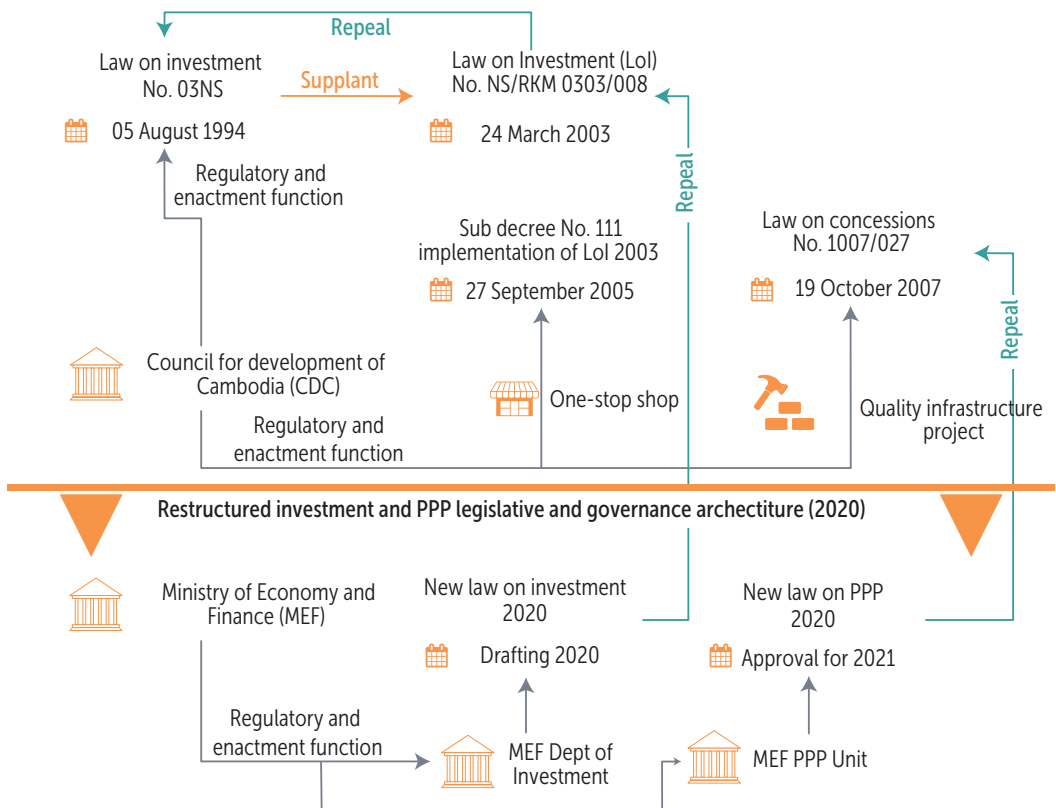 Repeal
Law on investment
No. 03NS
Supplant
Law on Investment (LoI)
No. NS/RKM 0303/008
05 August 1994
24 March 2003
Regulatory and
enactment function
Repeal
Sub decree No. 111
implementation of LoI 2003
27 September 2005
Law on concessions
No. 1007/027
19 October 2007
Repeal
Council for development of
Cambodia (CDC)
One-stop shop
Quality infrastructure
project
Regulatory and
enactment function
Restructured investment and PPP legislative and governance archectiture (2020)
Ministry of Economy and
Finance (MEF)
New law on investment
2020
Drafting 2020
New law on PPP
2020
Approval for 2021
Regulatory and
enactment function
MEF Dept of
Investment
MEF PPP Unit